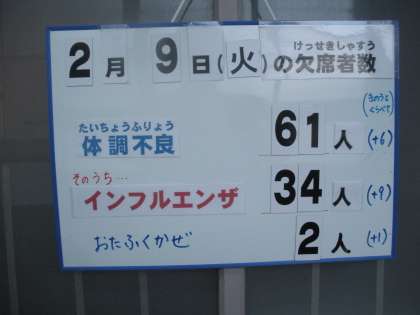 けっせきしゃすう
2月9日(火)の欠席者数
(きのうとくらべて)
たいちょうふりょう
体調不良 61人 (+6)
そのうち…
インフルエンザ 34人 (+9)
おたふくかぜ 2人 (+1)